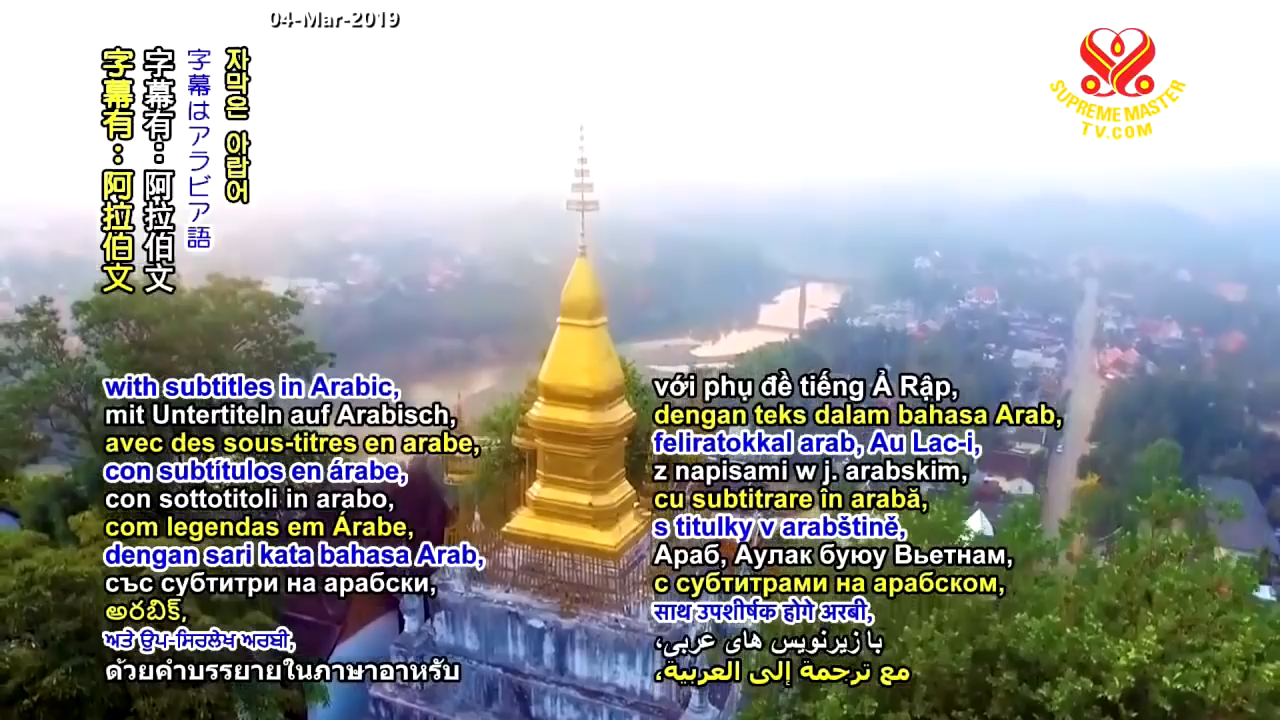 04-Mar-2019
SUPREME MASTER
TV.COM
자막은 아랍어
字幕はアラビア語
字幕有：阿拉伯文
字幕有：阿拉伯文
with subtitles in Arabic,
mit Untertiteln auf Arabisch,
avec des sous-titres en arabe,
con subtítulos en árabe,
con sottotitoli in arabo,
com legendas em Árabe,
dengan sari kata bahasa Arab,
със субтитри на арабски,
అరబిక్,
ਅਤੇ ਉਪ-ਸਿਰਲੇਖ ਅਰਬੀ,
ด้วยคำบรรยายในภาษาอาหรับ
với phụ đề tiếng Ả Rập,
dengan teks dalam bahasa Arab,
feliratokkal arab, Au Lac-i,
z napisami w j. arabskim,
cu subtitrare în arabă,
s titulky v arabštině,
Араб, Аулак буюу Вьетнам,
с субтитрами на арабском,
साथ उपशीर्षक होंगे अरबी,
با زیرنویس های عربی،
مع ترجمة إلى العربية،